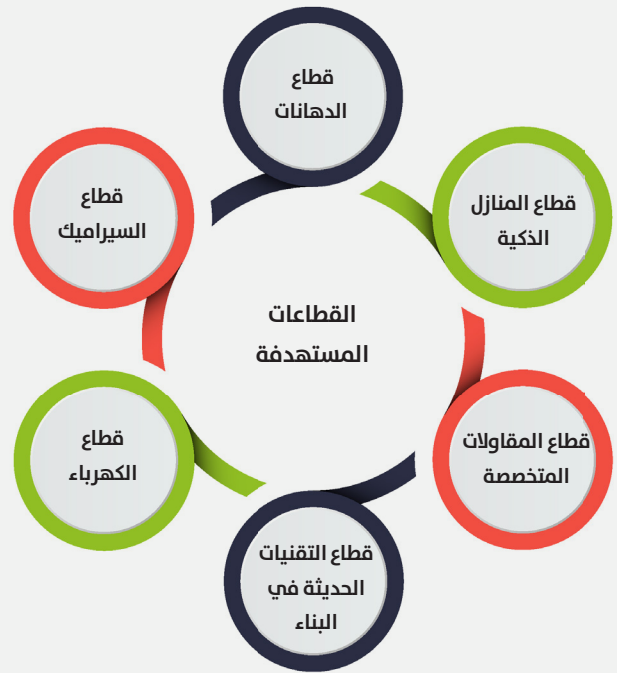 قطاع
الدهانات
قطاع المنازل
الذكية
قطاع
السيراميك
القطاعات
المستهدفة
قطاع المقاولات
المتخصصة
قطاع
الكهرباء
قطاع التقنيات
الحديثة في
البناء